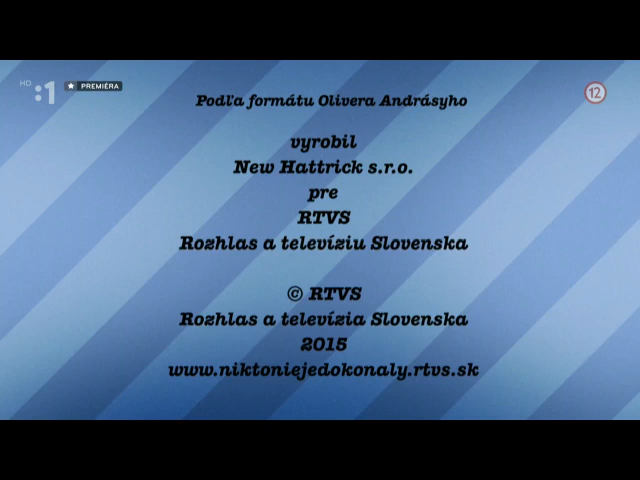 HD :1 PREMIÉRA
12
Podľa formátu Olivera Andrásyho
vyrobil
New Hattrick s.r.o.
pre
RTVS
Rozhlas a televíziu Slovenska
© RTVS
Rozhlas a televízia Slovenska
2015
www.niktoniejedokonaly.rtvs.sk